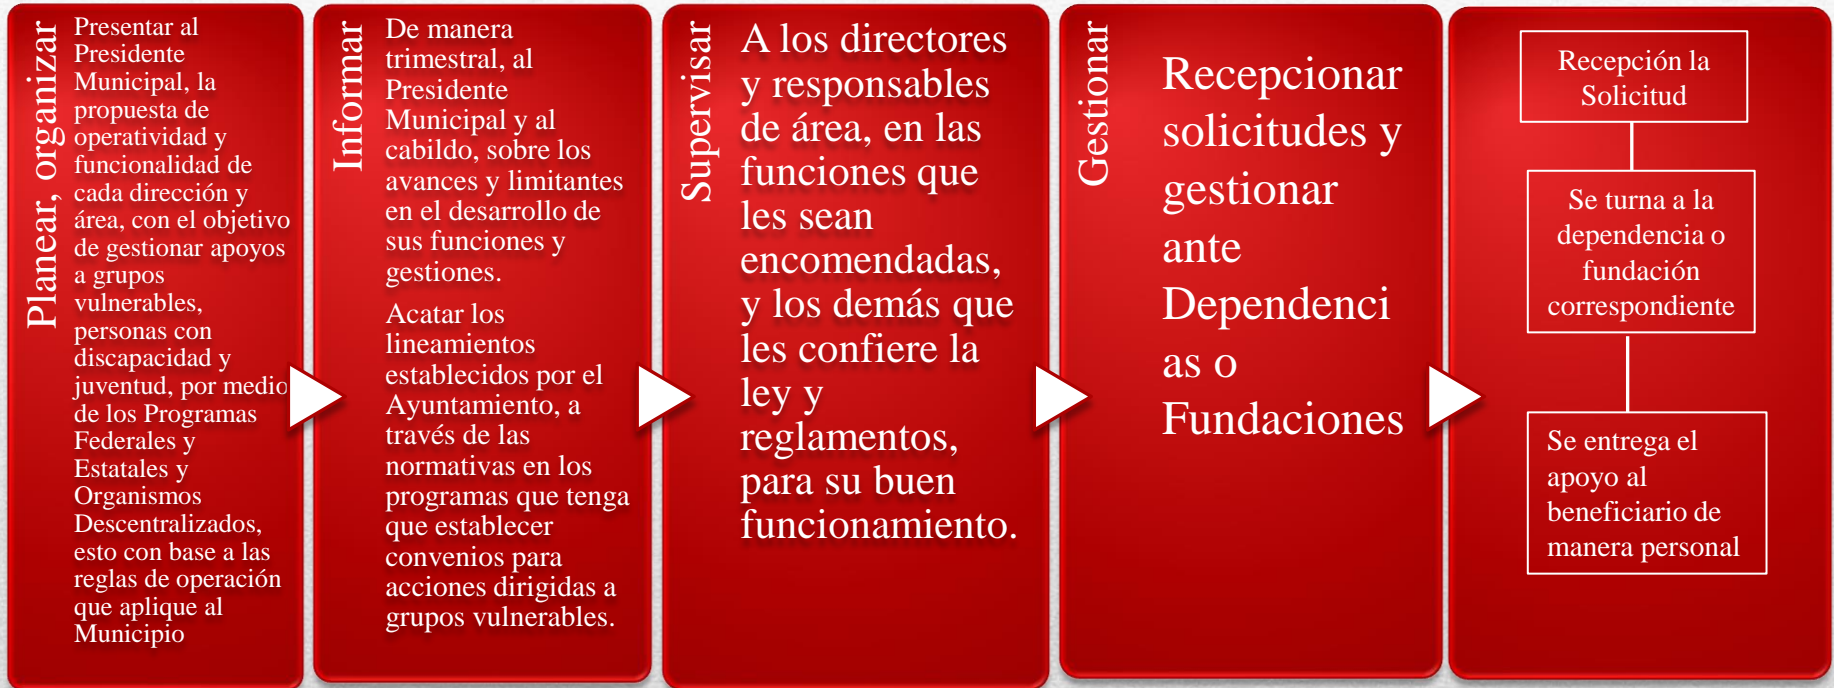 Planear, organizar
Presentar al
Presidente
Municipal, la
propuesta de
operatividad y
funcionalidad de
cada dirección y
área, con el objetivo
de gestionar apoyos
a grupos
vulnerables,
personas con
discapacidad y
juventud, por medio
de los Programas
Federales y
Estatales y
Organismos
Descentralizados,
esto con base a las
reglas de operación
que aplique al
Municipio
Informar
De manera
trimestral, al
Presidente
Municipal y al
cabildo, sobre los
avances y limitantes
en el desarrollo de
sus funciones y
gestiones.
Acatar los
lineamientos
establecidos por el
Ayuntamiento, a
través de las
normativas en los
programas que tenga
que establecer
convenios para
acciones dirigidas a
grupos vulnerables.
Supervisar
A los directores
y responsables
de área, en las
funciones que
les sean
encomendadas,
y los demás que
les confiere la
ley y
reglamentos,
para su buen
funcionamiento.
Gestionar
Recepcionar
solicitudes y
gestionar
ante
Dependenci
as o
Fundaciones
Recepción la
Solicitud
Se turna a la
dependencia o
fundación
correspondiente
Se entrega el
apoyo al
beneficiario de
manera personal